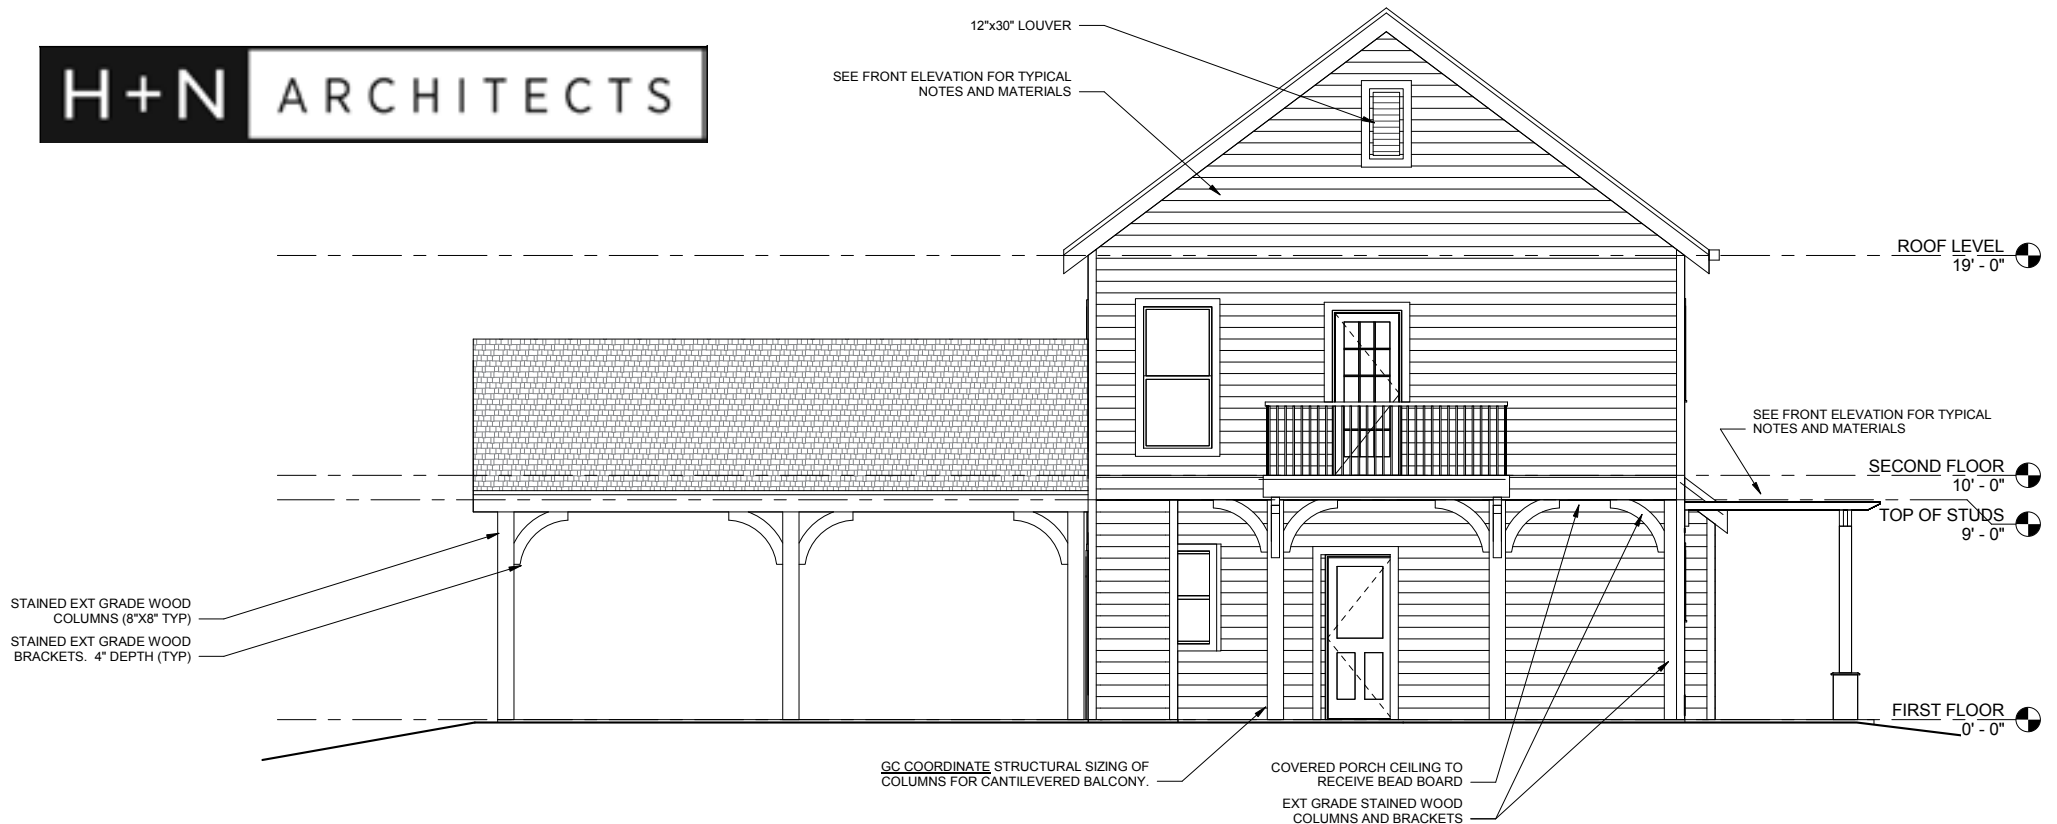 H+N ARCHITECTS
12"x30" LOUVER
SEE FRONT ELEVATION FOR TYPICAL
NOTES AND MATERIALS
ROOF LEVEL
19' - 0"
SEE FRONT ELEVATION FOR TYPICAL
NOTES AND MATERIALS
SECOND FLOOR
10' - 0"
TOP OF STUDS
9' - 0"
STAINED EXT GRADE WOOD
COLUMNS (8"X8" TYP)
STAINED EXT GRADE WOOD
BRACKETS. 4" DEPTH (TYP)
FIRST FLOOR
0' - 0"
GC COORDINATE STRUCTURAL SIZING OF
COLUMNS FOR CANTILEVERED BALCONY.
COVERED PORCH CEILING TO
RECEIVE BEAD BOARD
EXT GRADE STAINED WOOD
COLUMNS AND BRACKETS